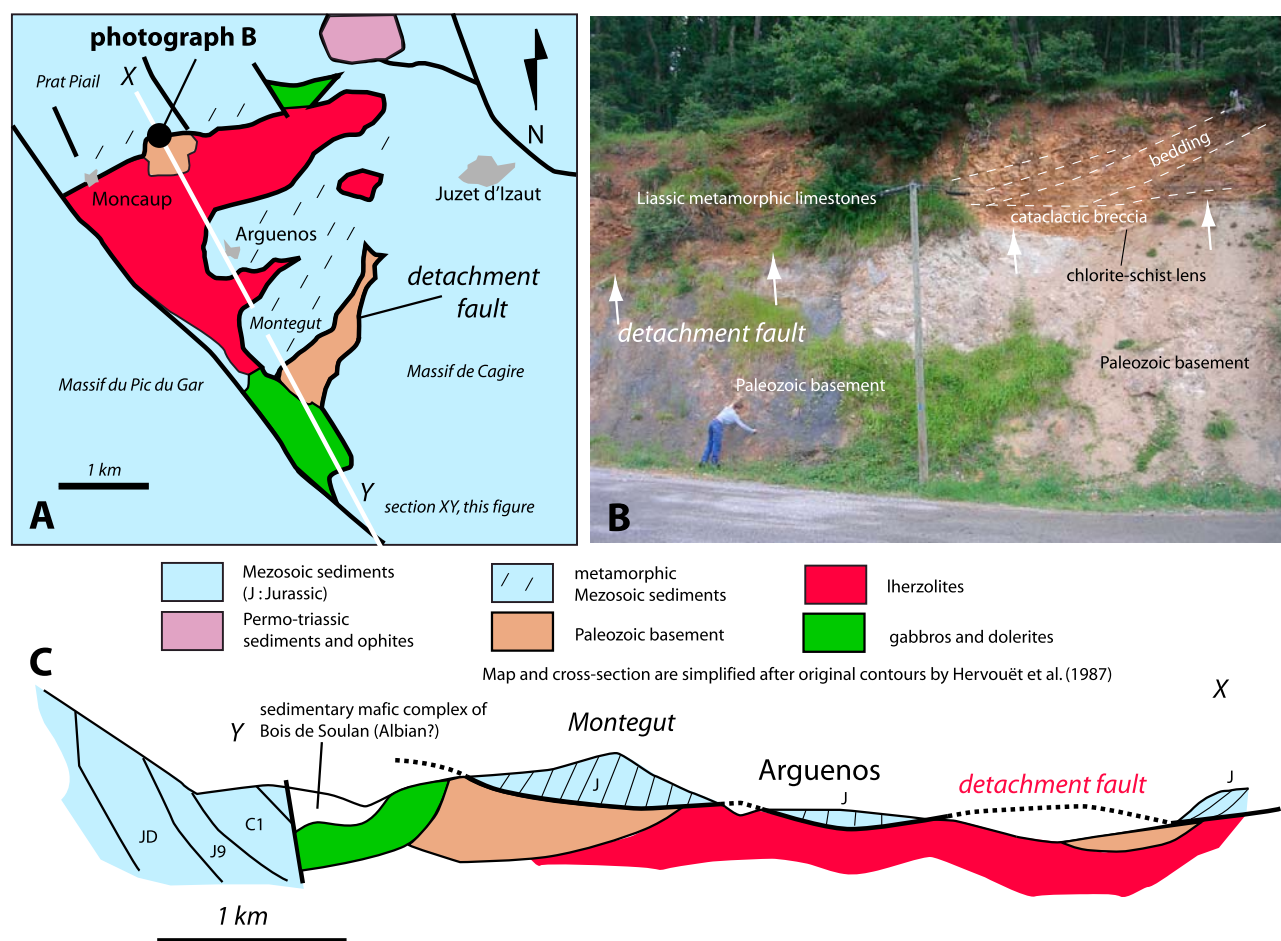 photograph B
X
Prat Piail
N
Moncaup
Juzet d'Izaut
Arguenos
detachment
fault
Montegut
Massif du Pic du Gar
Massif de Cagire
1 km
Y
section XY, this figure
A
bedding
Liassic metamorphic limestones
cataclactic breccia
chlorite-schist lens
detachment fault
Paleozoic basement
Paleozoic basement
B
Mezosoic sediments
(J : Jurassic)
metamorphic
Mezosoic sediments
lherzolites
Permo-triassic
sediments and ophites
Paleozoic basement
gabbros and dolerites
Map and cross-section are simplified after original contours by Hervouët et al. (1987)
C
X
sedimentary mafic complex of
Y
Bois de Soulan (Albian?)
Montegut
Arguenos
detachment fault
J
J
J
JD
J9
C1
1 km